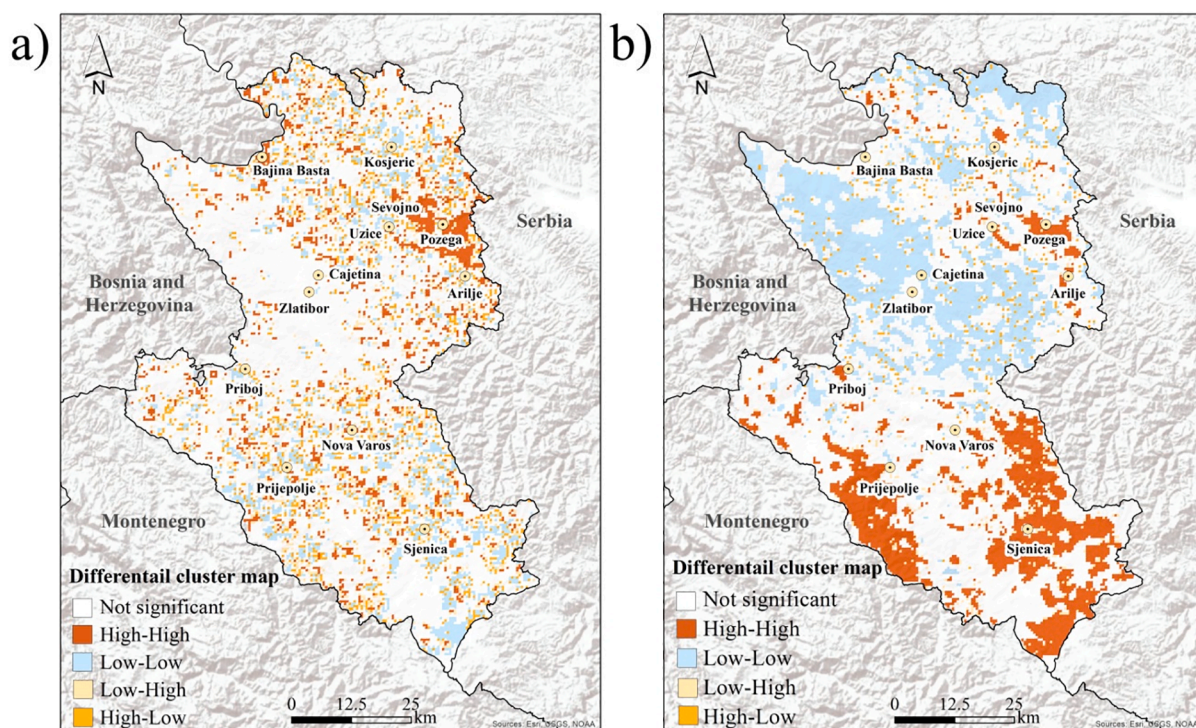 a)
N
Bajina Basta
Kosjeric
Sevojno
Uzice
Pozega
Serbia
Bosnia and
Herzegovina
Cajetina
Zlatibor
Arilje
Priboj
Nova Varos
Prijepolje
Montenegro
Sjenica
Differentail cluster map
Not significant
High-High
Low-Low
Low-High
High-Low
0 12.5 25
km
Sources: Esri, USGS, NOAA
b)
N
Bajina Basta
Kosjeric
Sevojno
Uzice
Pozega
Serbia
Bosnia and
Herzegovina
Cajetina
Zlatibor
Arilje
Priboj
Nova Varos
Prijepolje
Montenegro
Sjenica
Differentail cluster map
Not significant
High-High
Low-Low
Low-High
High-Low
0 12.5 25
km
Sources: Esri, USGS, NOAA